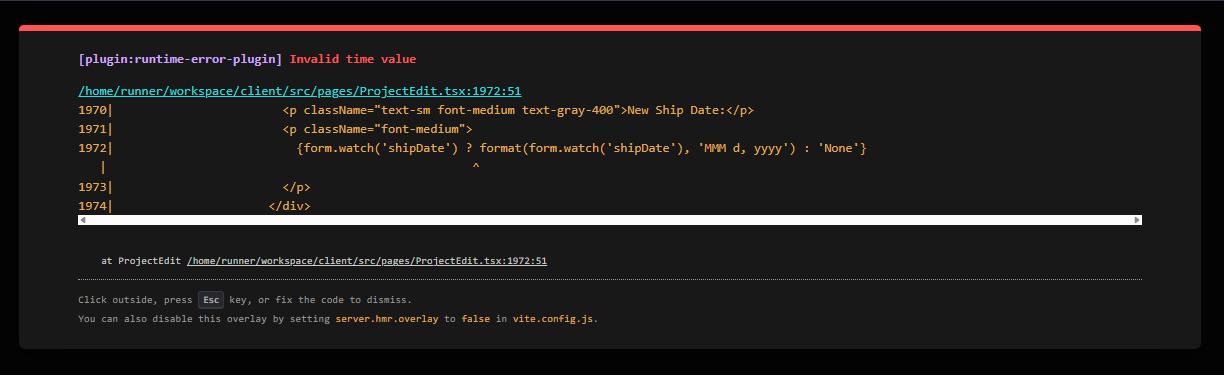 [plugin:runtime-error-plugin] Invalid time value
/home/runner/workspace/client/src/pages/ProjectEdit.tsx:1972:51
1970|                        <p className="text-sm font-medium text-gray-400">New Ship Date:</p>
1971|                        <p className="font-medium">
1972|                          {form.watch('shipDate') ? format(form.watch('shipDate'), 'MMM d, yyyy') : 'None'}
    |                                                   ^
1973|                        </p>
1974|                      </div>
at ProjectEdit /home/runner/workspace/client/src/pages/ProjectEdit.tsx:1972:51
Click outside, press Esc key, or fix the code to dismiss.
You can also disable this overlay by setting server.hmr.overlay to false in vite.config.js.